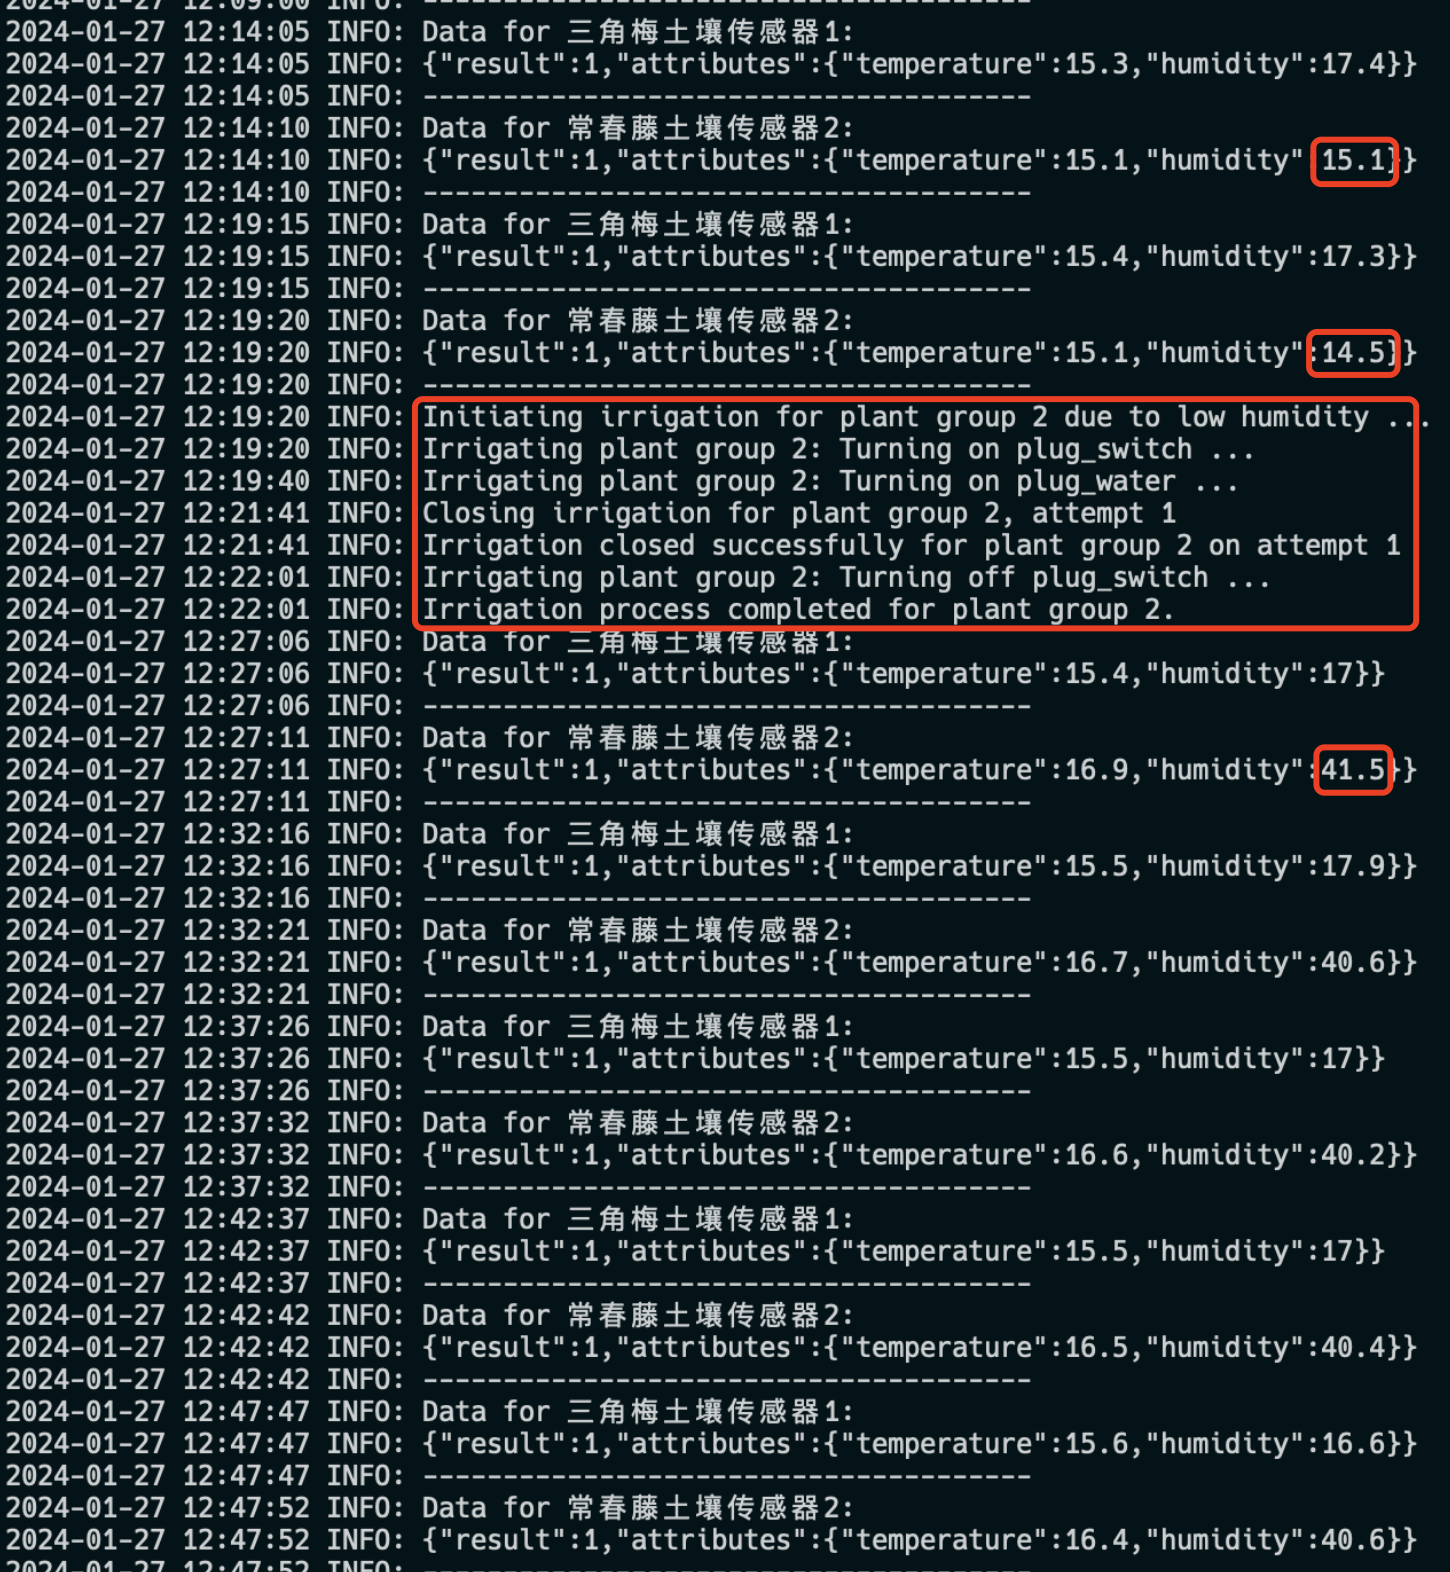 2024-01-27 12:09:00 INFO: --------------------------------------
2024-01-27 12:14:05 INFO: Data for 三角梅土壤传感器1:
2024-01-27 12:14:05 INFO: {"result":1,"attributes":{"temperature":15.3,"humidity":17.4}}
2024-01-27 12:14:05 INFO: --------------------------------------
2024-01-27 12:14:10 INFO: Data for 常春藤土壤传感器2:
2024-01-27 12:14:10 INFO: {"result":1,"attributes":{"temperature":15.1,"humidity":15.1}}
2024-01-27 12:14:10 INFO: --------------------------------------
2024-01-27 12:19:15 INFO: Data for 三角梅土壤传感器1:
2024-01-27 12:19:15 INFO: {"result":1,"attributes":{"temperature":15.4,"humidity":17.3}}
2024-01-27 12:19:15 INFO: --------------------------------------
2024-01-27 12:19:20 INFO: Data for 常春藤土壤传感器2:
2024-01-27 12:19:20 INFO: {"result":1,"attributes":{"temperature":15.1,"humidity":14.5}}
2024-01-27 12:19:20 INFO: --------------------------------------
2024-01-27 12:19:20 INFO: Initiating irrigation for plant group 2 due to low humidity ...
2024-01-27 12:19:20 INFO: Irrigating plant group 2: Turning on plug_switch ...
2024-01-27 12:19:40 INFO: Irrigating plant group 2: Turning on plug_water ...
2024-01-27 12:21:41 INFO: Closing irrigation for plant group 2, attempt 1
2024-01-27 12:21:41 INFO: Irrigation closed successfully for plant group 2 on attempt 1
2024-01-27 12:22:01 INFO: Irrigating plant group 2: Turning off plug_switch ...
2024-01-27 12:22:01 INFO: Irrigation process completed for plant group 2.
2024-01-27 12:27:06 INFO: Data for 三角梅土壤传感器1:
2024-01-27 12:27:06 INFO: {"result":1,"attributes":{"temperature":15.4,"humidity":17}}
2024-01-27 12:27:06 INFO: --------------------------------------
2024-01-27 12:27:11 INFO: Data for 常春藤土壤传感器2:
2024-01-27 12:27:11 INFO: {"result":1,"attributes":{"temperature":16.9,"humidity":41.5}}
2024-01-27 12:27:11 INFO: --------------------------------------
2024-01-27 12:32:16 INFO: Data for 三角梅土壤传感器1:
2024-01-27 12:32:16 INFO: {"result":1,"attributes":{"temperature":15.5,"humidity":17.9}}
2024-01-27 12:32:16 INFO: --------------------------------------
2024-01-27 12:32:21 INFO: Data for 常春藤土壤传感器2:
2024-01-27 12:32:21 INFO: {"result":1,"attributes":{"temperature":16.7,"humidity":40.6}}
2024-01-27 12:32:21 INFO: --------------------------------------
2024-01-27 12:37:26 INFO: Data for 三角梅土壤传感器1:
2024-01-27 12:37:26 INFO: {"result":1,"attributes":{"temperature":15.5,"humidity":17}}
2024-01-27 12:37:26 INFO: --------------------------------------
2024-01-27 12:37:32 INFO: Data for 常春藤土壤传感器2:
2024-01-27 12:37:32 INFO: {"result":1,"attributes":{"temperature":16.6,"humidity":40.2}}
2024-01-27 12:37:32 INFO: --------------------------------------
2024-01-27 12:42:37 INFO: Data for 三角梅土壤传感器1:
2024-01-27 12:42:37 INFO: {"result":1,"attributes":{"temperature":15.5,"humidity":17}}
2024-01-27 12:42:37 INFO: --------------------------------------
2024-01-27 12:42:42 INFO: Data for 常春藤土壤传感器2:
2024-01-27 12:42:42 INFO: {"result":1,"attributes":{"temperature":16.5,"humidity":40.4}}
2024-01-27 12:42:42 INFO: --------------------------------------
2024-01-27 12:47:47 INFO: Data for 三角梅土壤传感器1:
2024-01-27 12:47:47 INFO: {"result":1,"attributes":{"temperature":15.6,"humidity":16.6}}
2024-01-27 12:47:47 INFO: --------------------------------------
2024-01-27 12:47:52 INFO: Data for 常春藤土壤传感器2:
2024-01-27 12:47:52 INFO: {"result":1,"attributes":{"temperature":16.4,"humidity":40.6}}
2024-01-27 12:47:52 INFO: --------------------------------------